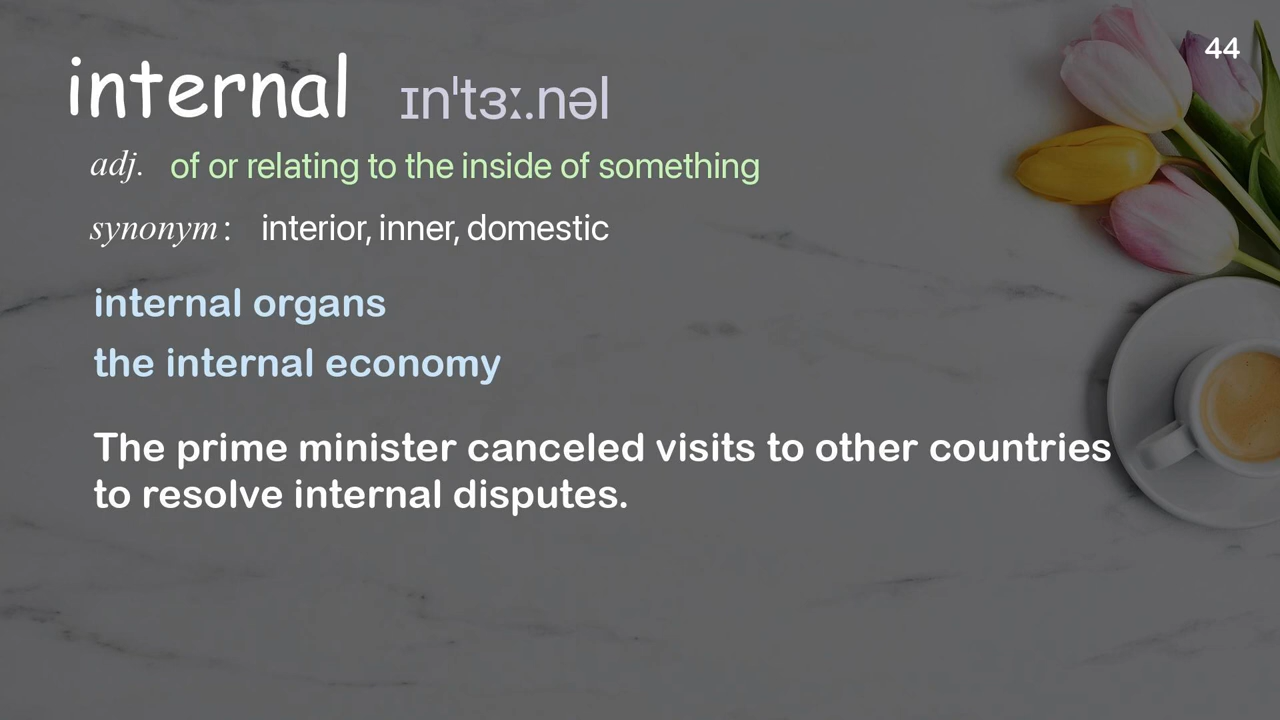 44
internal ɪnˈtɜː.nəl
adj. of or relating to the inside of something
synonym: interior, inner, domestic
internal organs
the internal economy
The prime minister canceled visits to other countries
to resolve internal disputes.